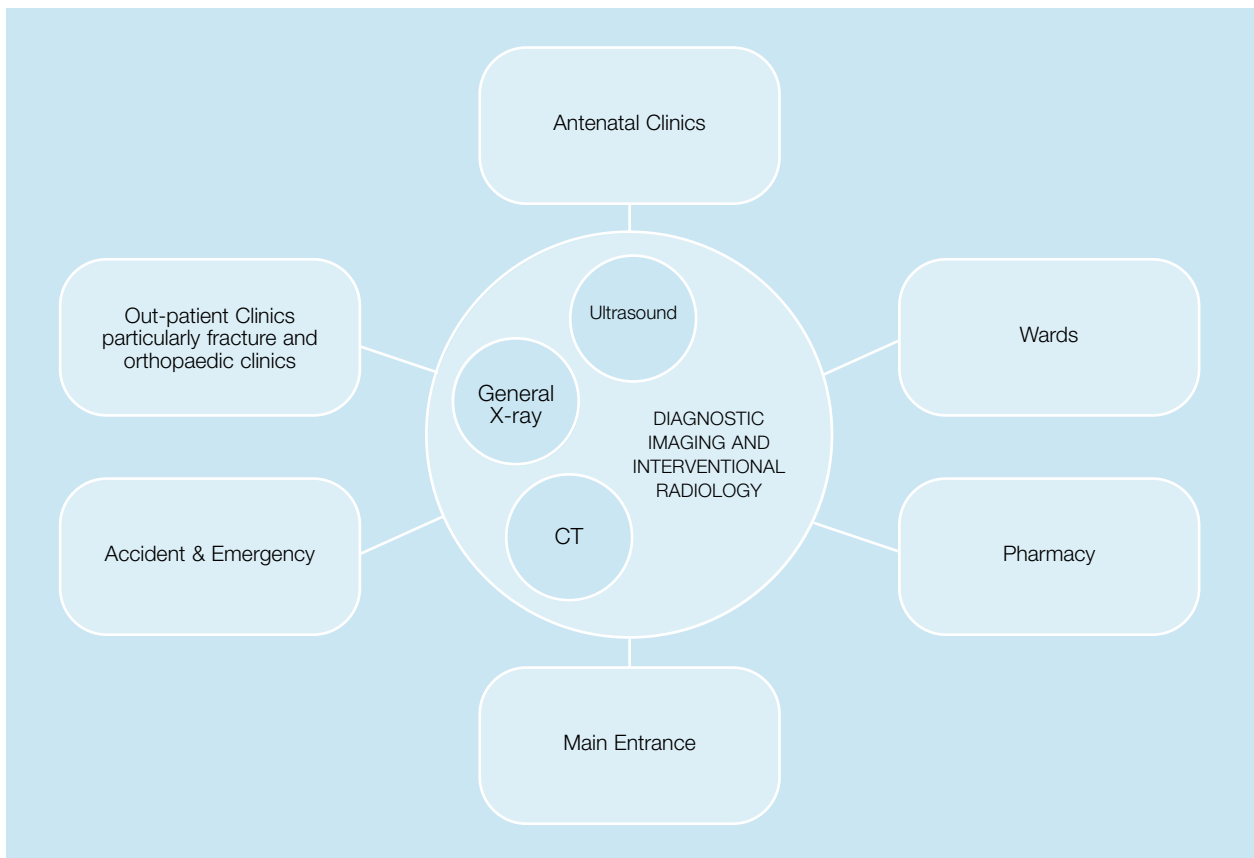 Antenatal Clinics
Out-patient Clinics
particularly fracture and
orthopaedic clinics
Ultrasound
Wards
General
X-ray
DIAGNOSTIC
IMAGING AND
INTERVENTIONAL
RADIOLOGY
Accident & Emergency
CT
Pharmacy
Main Entrance